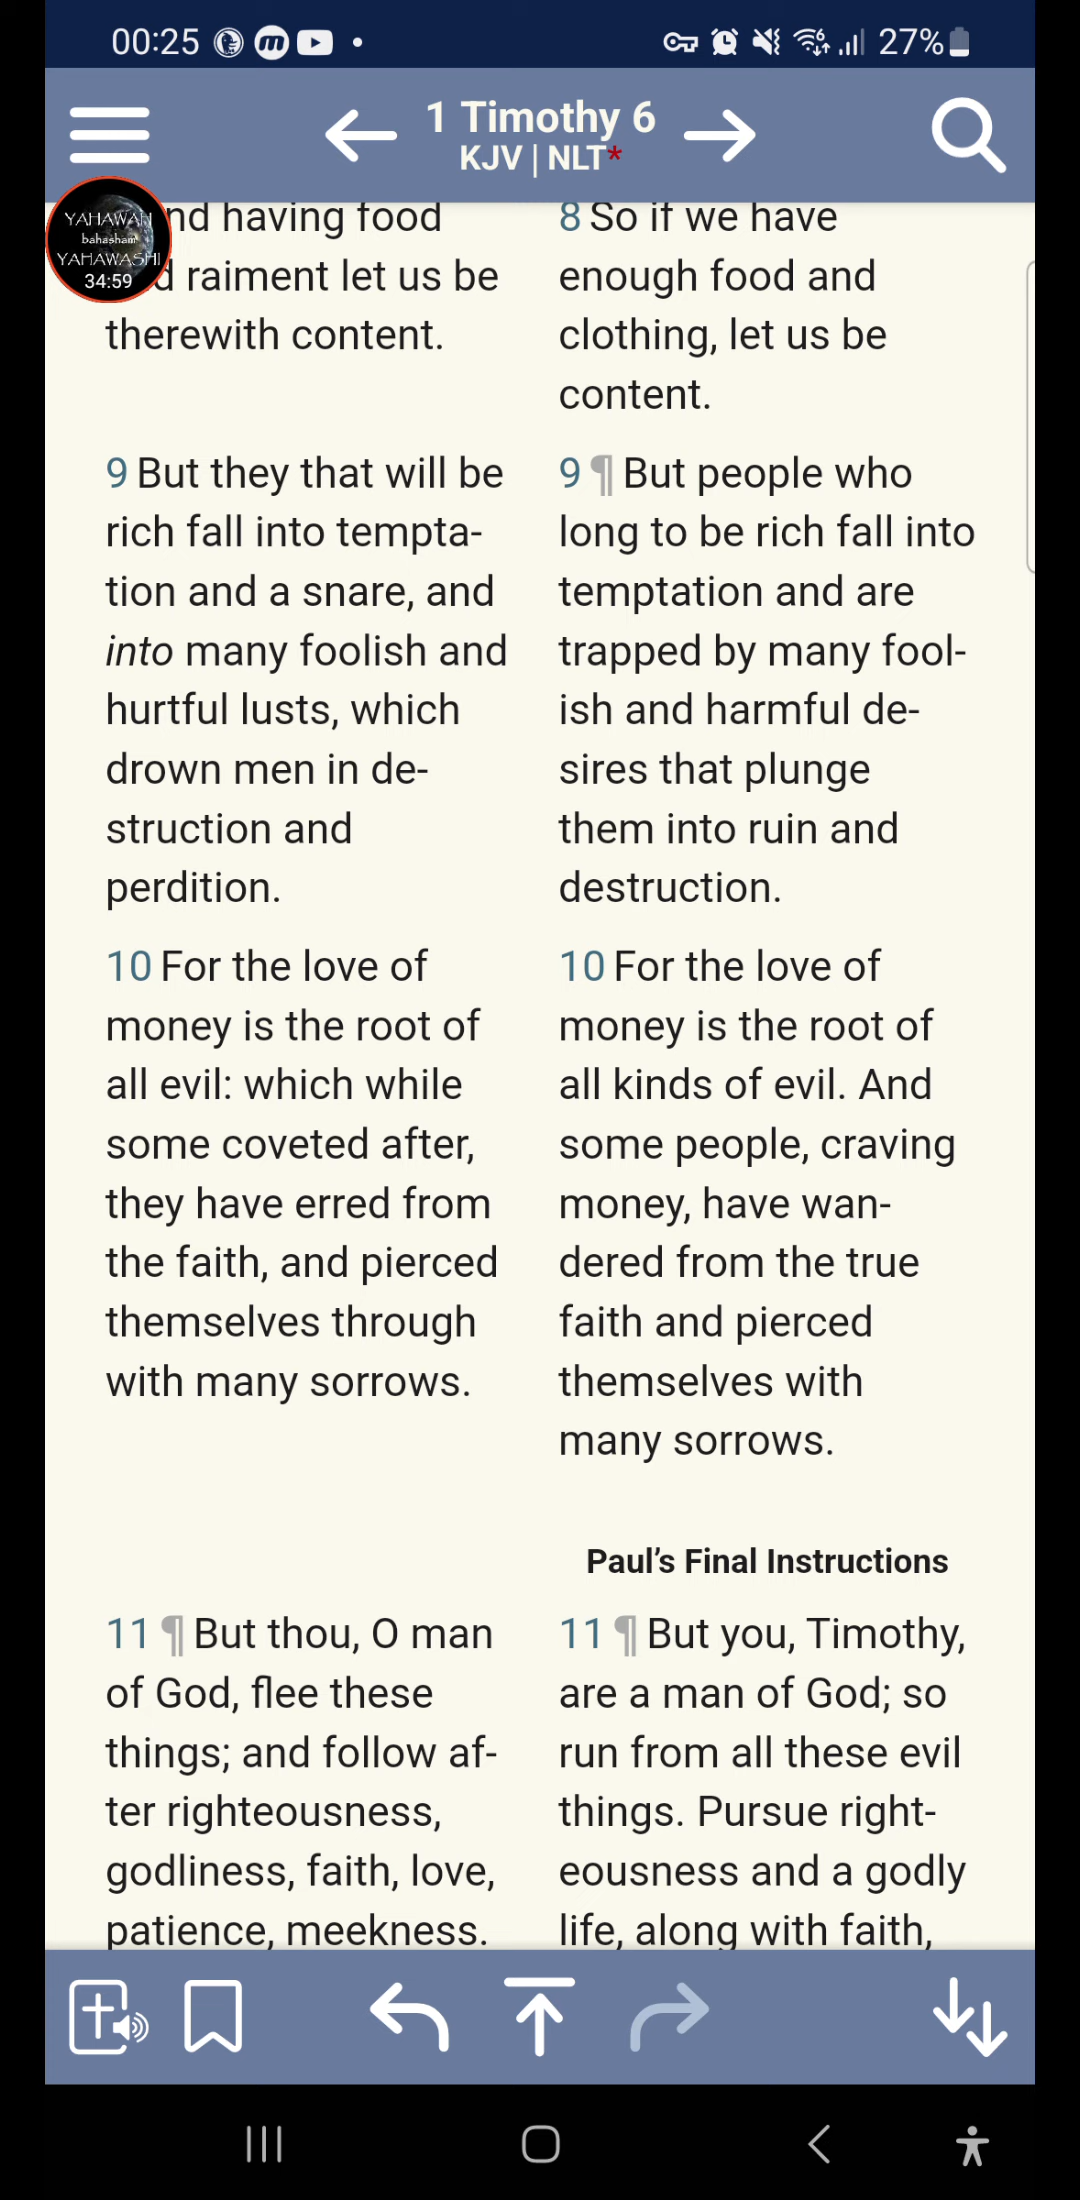 00:25
27%
1 Timothy 6
KJV | NLT*
YAHAWAH
bahasham
YAHAWASHI
34:59
nd having food
d raiment let us be
therewith content.
8 So if we have
enough food and
clothing, let us be
content.
9 But they that will be
rich fall into tempta-
tion and a snare, and
into many foolish and
hurtful lusts, which
drown men in de-
struction and
perdition.
9 ¶ But people who
long to be rich fall into
temptation and are
trapped by many fool-
ish and harmful de-
sires that plunge
them into ruin and
destruction.
10 For the love of
money is the root of
all evil: which while
some coveted after,
they have erred from
the faith, and pierced
themselves through
with many sorrows.
10 For the love of
money is the root of
all kinds of evil. And
some people, craving
money, have wan-
dered from the true
faith and pierced
themselves with
many sorrows.
Paul’s Final Instructions
11 ¶ But thou, O man
of God, flee these
things; and follow af-
ter righteousness,
godliness, faith, love,
patience, meekness.
11 ¶ But you, Timothy,
are a man of God; so
run from all these evil
things. Pursue right-
eousness and a godly
life, along with faith,